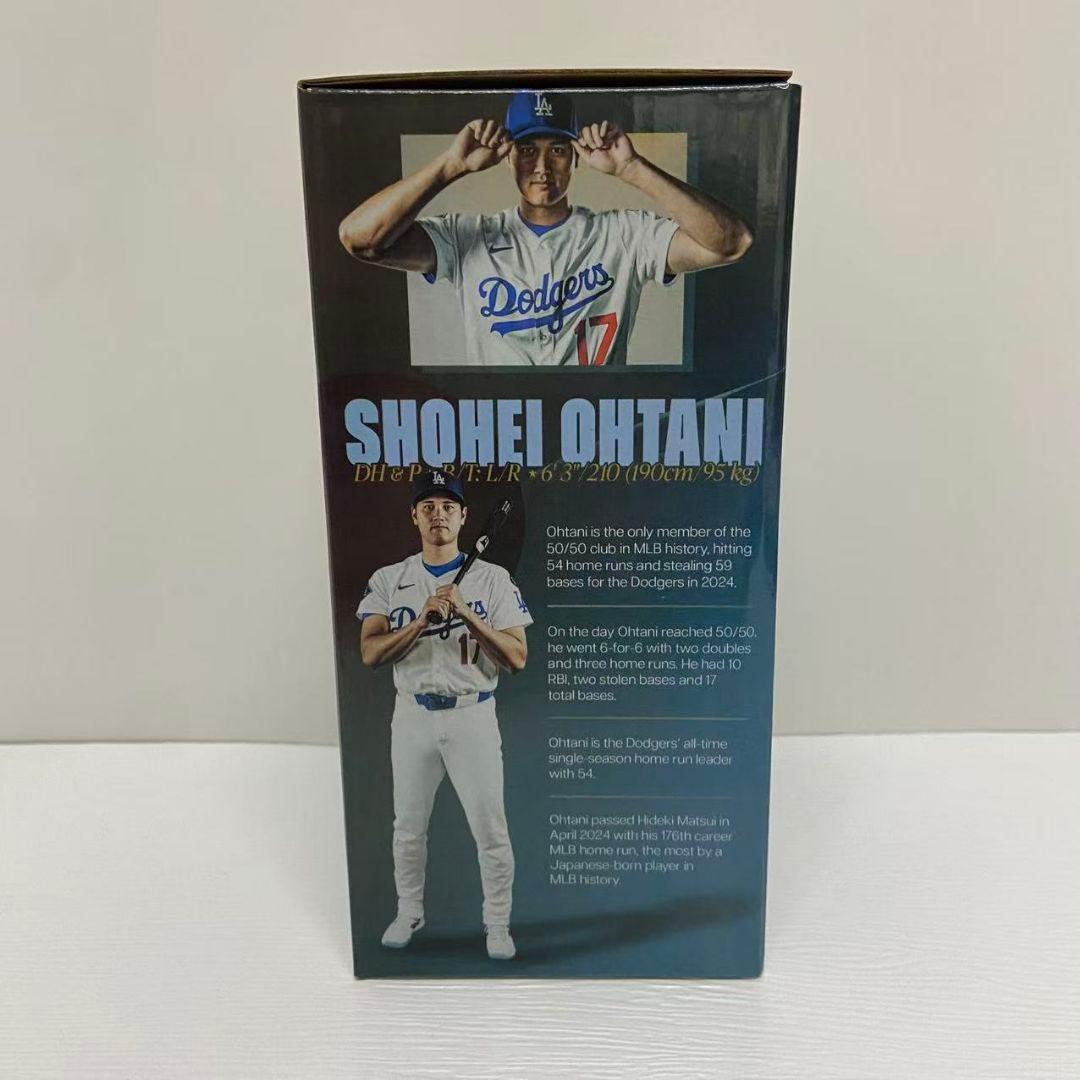 LA
Dodgers
17
SHOHEI OHTANI
DH & P ★ B/T: L/R ★ 6' 3"/210 (190cm/95 kg)
LA
Dodgers
17
LA
Ohtani is the only member of the
50/50 club in MLB history, hitting
54 home runs and stealing 59
bases for the Dodgers in 2024.
On the day Ohtani reached 50/50,
he went 6-for-6 with two doubles
and three home runs. He had 10
RBI, two stolen bases and 17
total bases.
Ohtani is the Dodgers' all-time
single-season home run leader
with 54.
Ohtani passed Hideki Matsui in
April 2024 with his 176th career
MLB home run, the most by a
Japanese-born player in
MLB history.